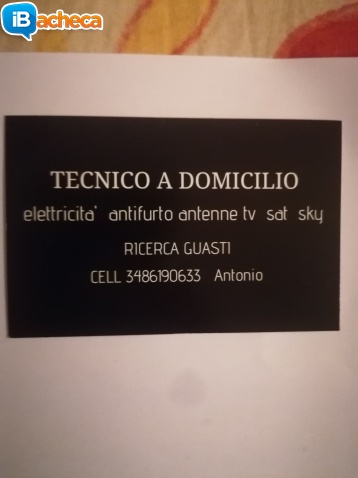 iBacheca
TECNICO A DOMICILIO
elettricita' antifurto antenne tv sat sky
RICERCA GUASTI
CELL 3486190633 Antonio